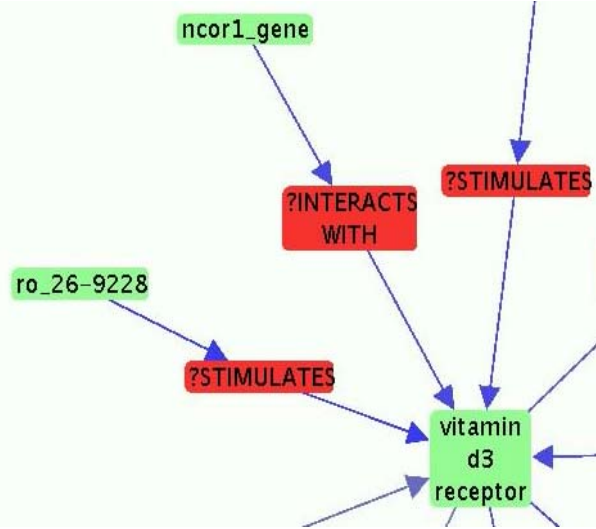 ncor1_gene
?STIMULATES
?INTERACTS
WITH
ro_26-9228
?STIMULATES
vitamin
d3
receptor